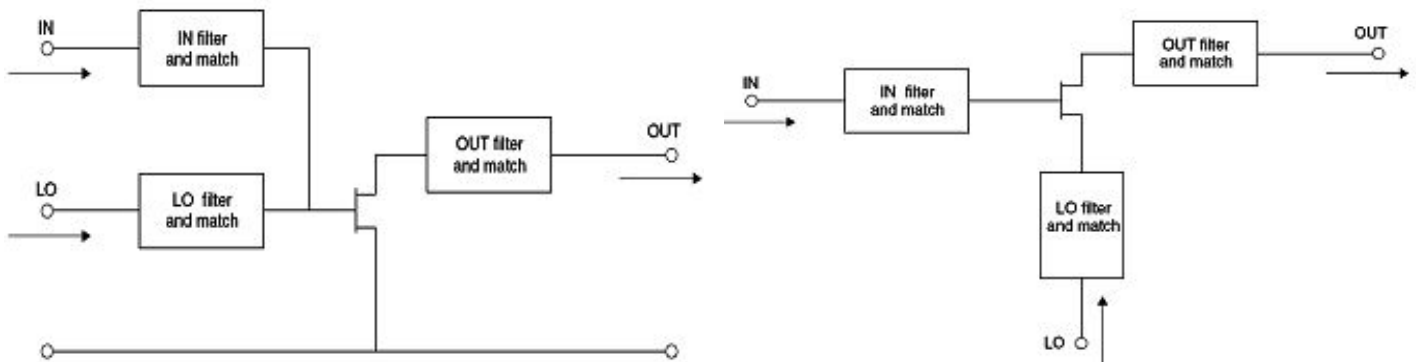 IN
IN filter
and match
LO
LO filter
and match
OUT filter
and match
OUT
IN
IN filter
and match
OUT filter
and match
OUT
LO filter
and match
LO